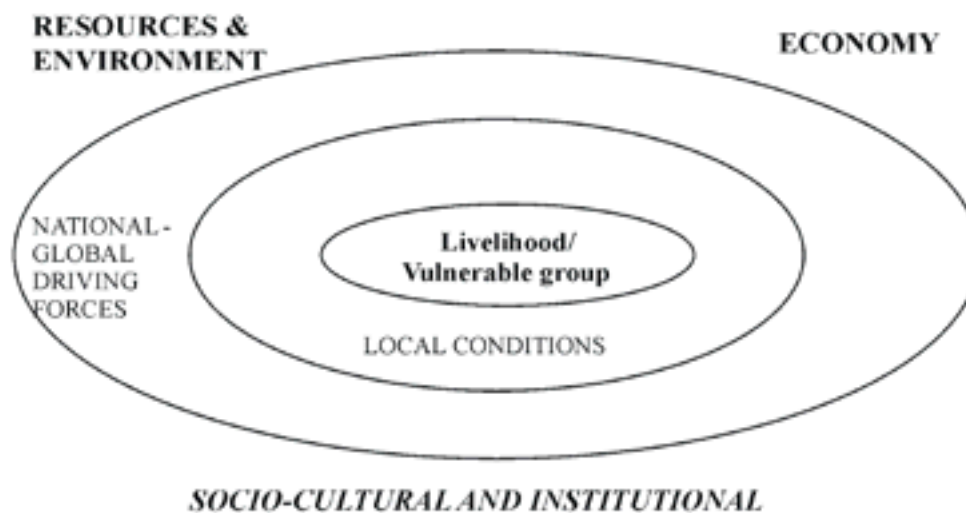 RESOURCES &
ENVIRONMENT
ECONOMY
NATIONAL -
GLOBAL
DRIVING
FORCES
Livelihood/
Vulnerable group
LOCAL CONDITIONS
SOCIO-CULTURAL AND INSTITUTIONAL